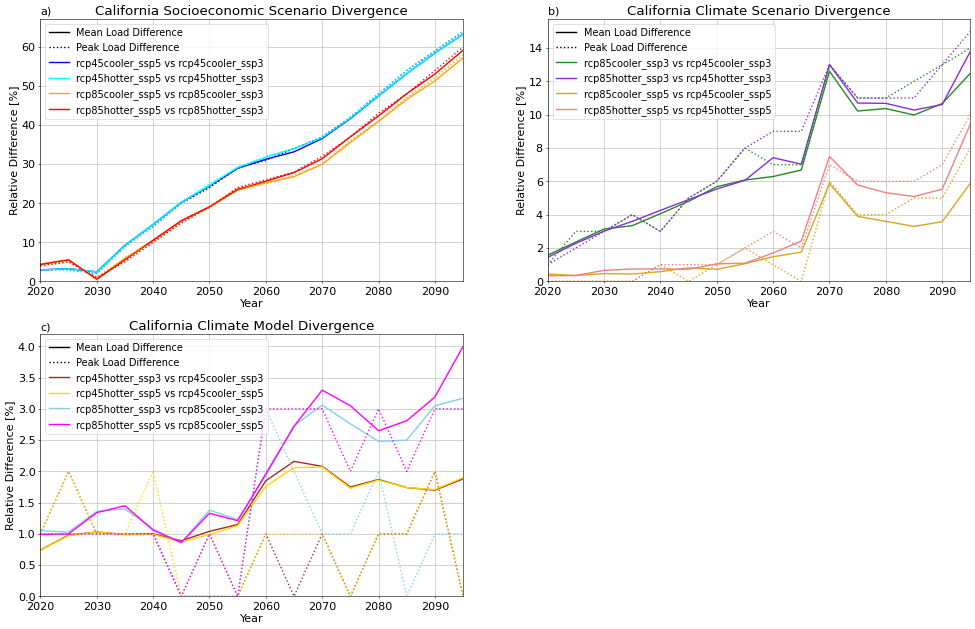 a)
California Socioeconomic Scenario Divergence
Mean Load Difference
Peak Load Difference
rcp45cooler_ssp5 vs rcp45cooler_ssp3
rcp45hotter_ssp5 vs rcp45hotter_ssp3
rcp85cooler_ssp5 vs rcp85cooler_ssp3
rcp85hotter_ssp5 vs rcp85hotter_ssp3
Relative Difference [%]
60
50
40
30
20
10
0
2020 2030 2040 2050 2060 2070 2080 2090
Year
b)
California Climate Scenario Divergence
Mean Load Difference
Peak Load Difference
rcp85cooler_ssp3 vs rcp45cooler_ssp3
rcp85hotter_ssp3 vs rcp45hotter_ssp3
rcp85cooler_ssp5 vs rcp45cooler_ssp5
rcp85hotter_ssp5 vs rcp45hotter_ssp5
Relative Difference [%]
14
12
10
8
6
4
2
0
2020 2030 2040 2050 2060 2070 2080 2090
Year
c)
California Climate Model Divergence
Mean Load Difference
Peak Load Difference
rcp45hotter_ssp3 vs rcp45cooler_ssp3
rcp45hotter_ssp5 vs rcp45cooler_ssp5
rcp85hotter_ssp3 vs rcp85cooler_ssp3
rcp85hotter_ssp5 vs rcp85cooler_ssp5
Relative Difference [%]
4.0
3.5
3.0
2.5
2.0
1.5
1.0
0.5
0.0
2020 2030 2040 2050 2060 2070 2080 2090
Year